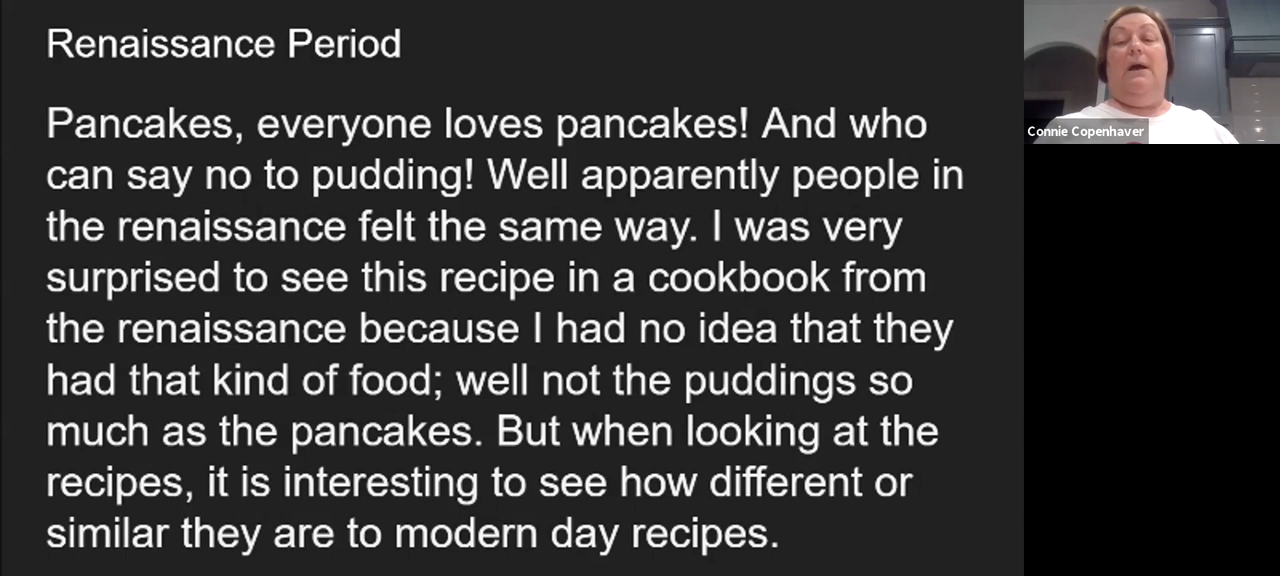 Renaissance Period
Pancakes, everyone loves pancakes! And who
can say no to pudding! Well apparently people in
the renaissance felt the same way. I was very
surprised to see this recipe in a cookbook from
the renaissance because I had no idea that they
had that kind of food; well not the puddings so
much as the pancakes. But when looking at the
recipes, it is interesting to see how different or
similar they are to modern day recipes.
Connie Copenhaver